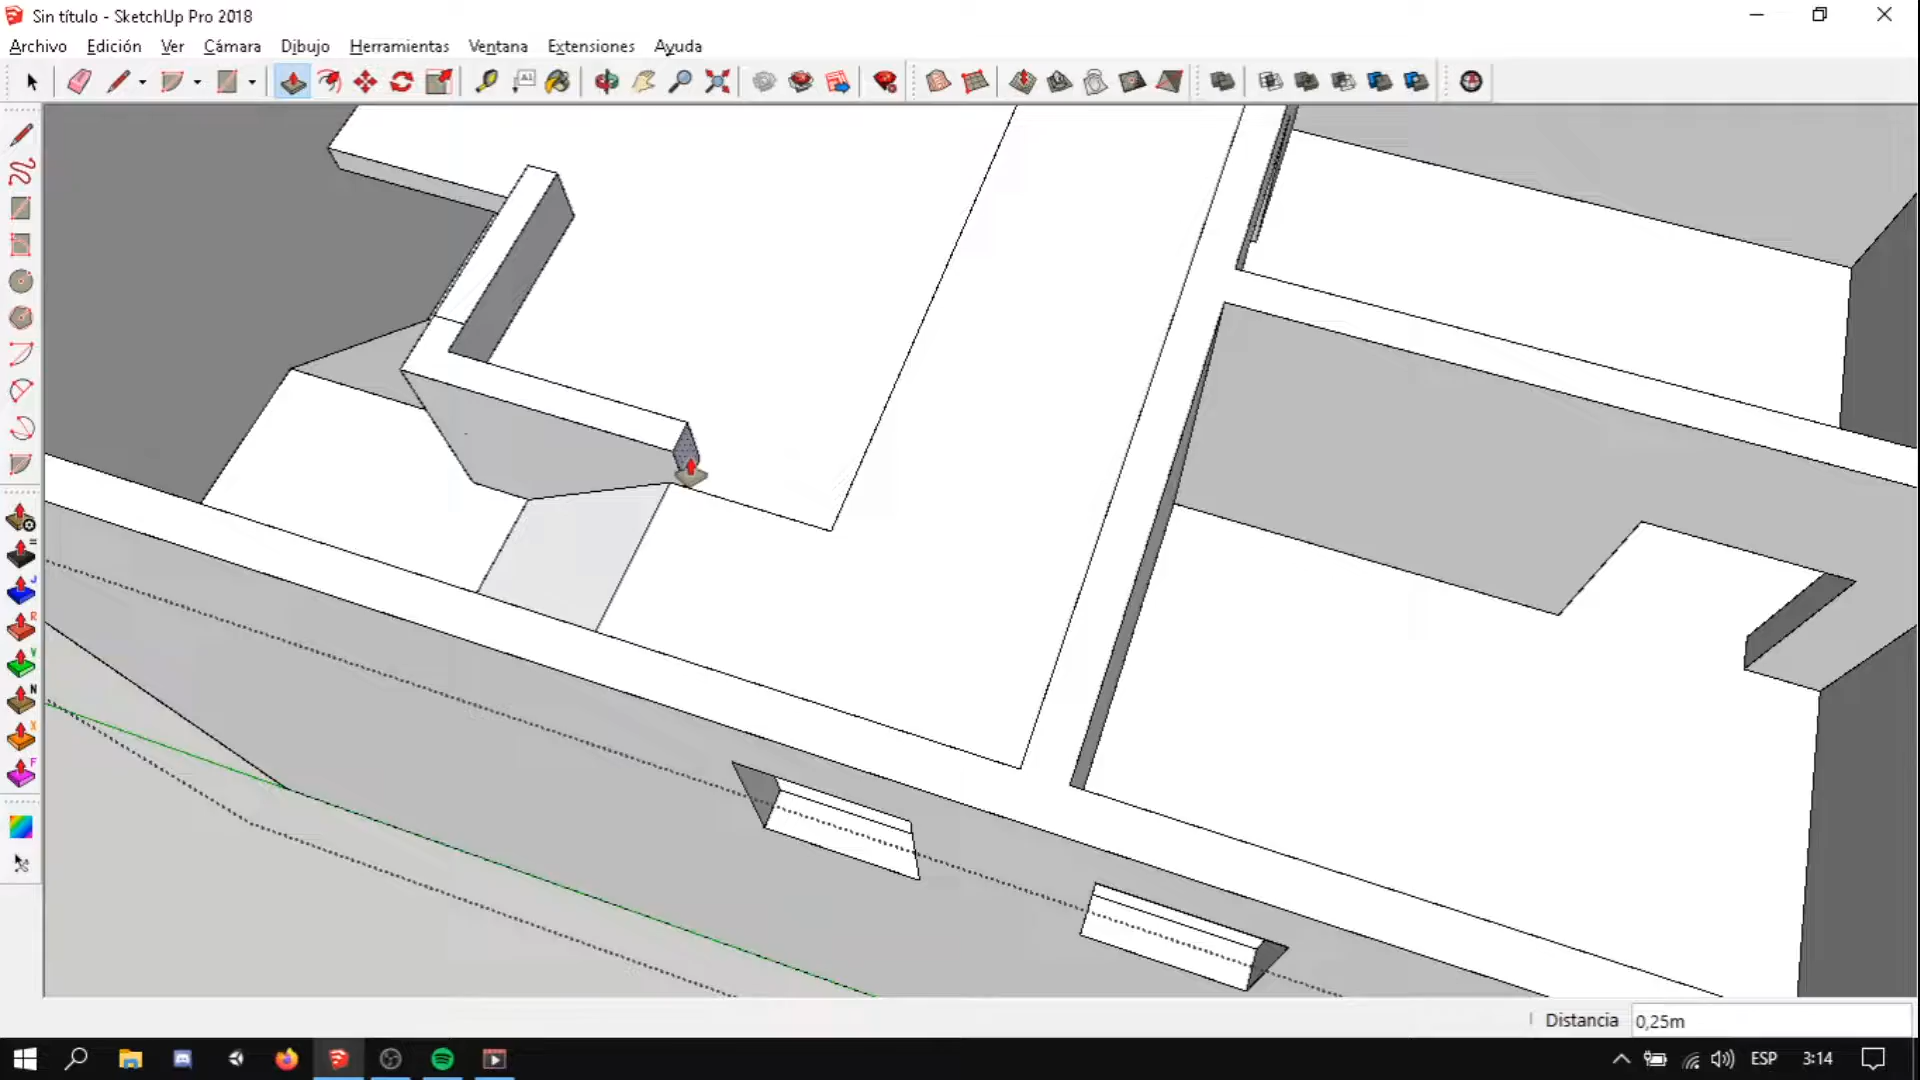 Sin título - SketchUp Pro 2018
Archivo Edición Ver Cámara Dibujo Herramientas Ventana Extensiones Ayuda
A1
J
R
V
N
X
F
Distancia 0,25m
ESP 3:14